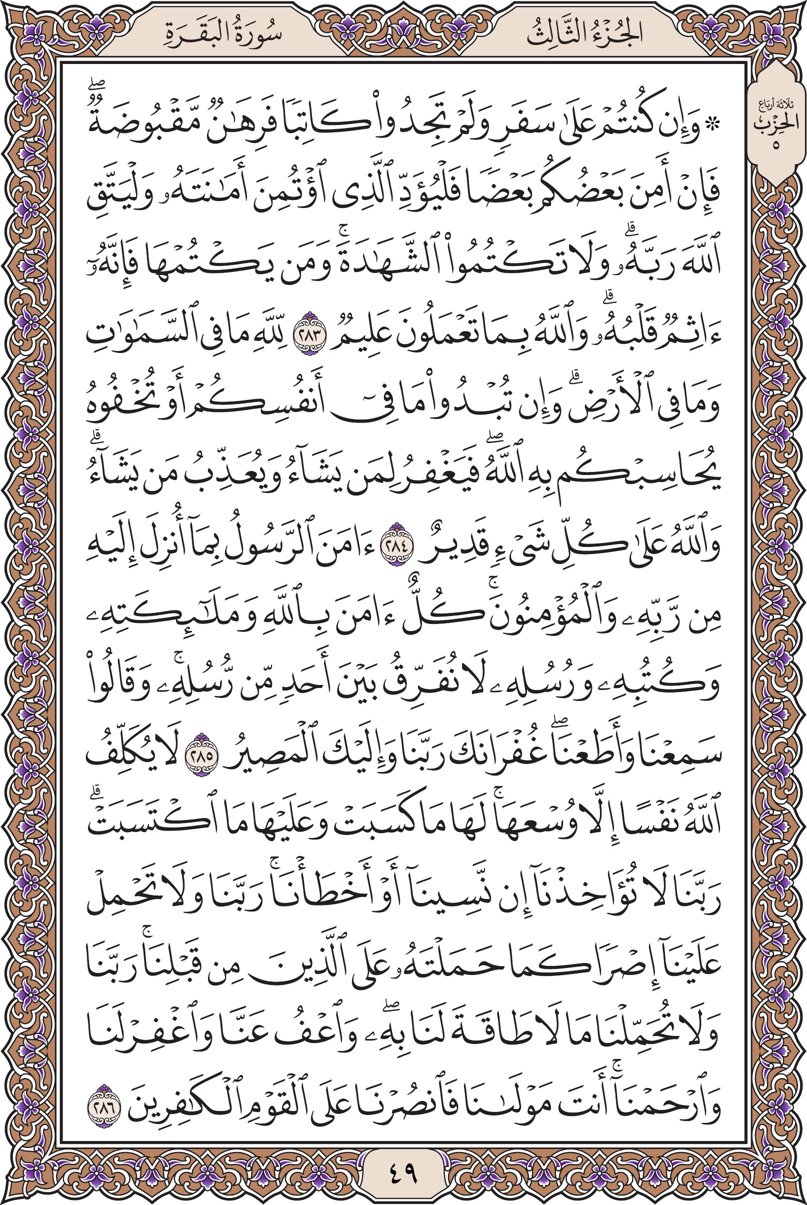 الجُزْءُ الثَّالِثُ
سُورَةُ البَقَرَةِ
ثلاثة أرباع
الحِزْب
٥
* وَإِن كُنتُمْ عَلَىٰ سَفَرٍ وَلَمْ تَجِدُواْ كَاتِبًا فَرِهَٰنٌ مَّقْبُوضَةٌۖ
فَإِنْ أَمِنَ بَعْضُكُم بَعْضًا فَلْيُؤَدِّ ٱلَّذِى ٱؤْتُمِنَ أَمَٰنَتَهُۥ وَلْيَتَّقِ
ٱللَّهَ رَبَّهُۥۗ وَلَا تَكْتُمُواْ ٱلشَّهَٰدَةَۚ وَمَن يَكْتُمْهَا فَإِنَّهُۥٓ
ءَاثِمٌ قَلْبُهُۥۗ وَٱللَّهُ بِمَا تَعْمَلُونَ عَلِيمٌ ٢٨٣ لِّلَّهِ مَا فِى ٱلسَّمَٰوَٰتِ
وَمَا فِى ٱلْأَرْضِۗ وَإِن تُبْدُواْ مَا فِىٓ أَنفُسِكُمْ أَوْ تُخْفُوهُ
يُحَاسِبْكُم بِهِ ٱللَّهُۖ فَيَغْفِرُ لِمَن يَشَآءُ وَيُعَذِّبُ مَن يَشَآءُۗ
وَٱللَّهُ عَلَىٰ كُلِّ شَىْءٍ قَدِيرٌ ٢٨٤ ءَامَنَ ٱلرَّسُولُ بِمَآ أُنزِلَ إِلَيْهِ
مِن رَّبِّهِۦ وَٱلْمُؤْمِنُونَۚ كُلٌّ ءَامَنَ بِٱللَّهِ وَمَلَٰٓئِكَتِهِۦ
وَكُتُبِهِۦ وَرُسُلِهِۦ لَا نُفَرِّقُ بَيْنَ أَحَدٍ مِّن رُّسُلِهِۦۚ وَقَالُواْ
سَمِعْنَا وَأَطَعْنَاۖ غُفْرَانَكَ رَبَّنَا وَإِلَيْكَ ٱلْمَصِيرُ ٢٨٥ لَا يُكَلِّفُ
ٱللَّهُ نَفْسًا إِلَّا وُسْعَهَاۚ لَهَا مَا كَسَبَتْ وَعَلَيْهَا مَا ٱكْتَسَبَتْۗ
رَبَّنَا لَا تُؤَاخِذْنَآ إِن نَّسِينَآ أَوْ أَخْطَأْنَاۚ رَبَّنَا وَلَا تَحْمِلْ
عَلَيْنَآ إِصْرًا كَمَا حَمَلْتَهُۥ عَلَى ٱلَّذِينَ مِن قَبْلِنَاۚ رَبَّنَا
وَلَا تُحَمِّلْنَا مَا لَا طَاقَةَ لَنَا بِهِۦۖ وَٱعْفُ عَنَّا وَٱغْفِرْ لَنَا
وَٱرْحَمْنَآۚ أَنتَ مَوْلَىٰنَا فَٱنصُرْنَا عَلَى ٱلْقَوْمِ ٱلْكَٰفِرِينَ ٢٨٦
٤٩